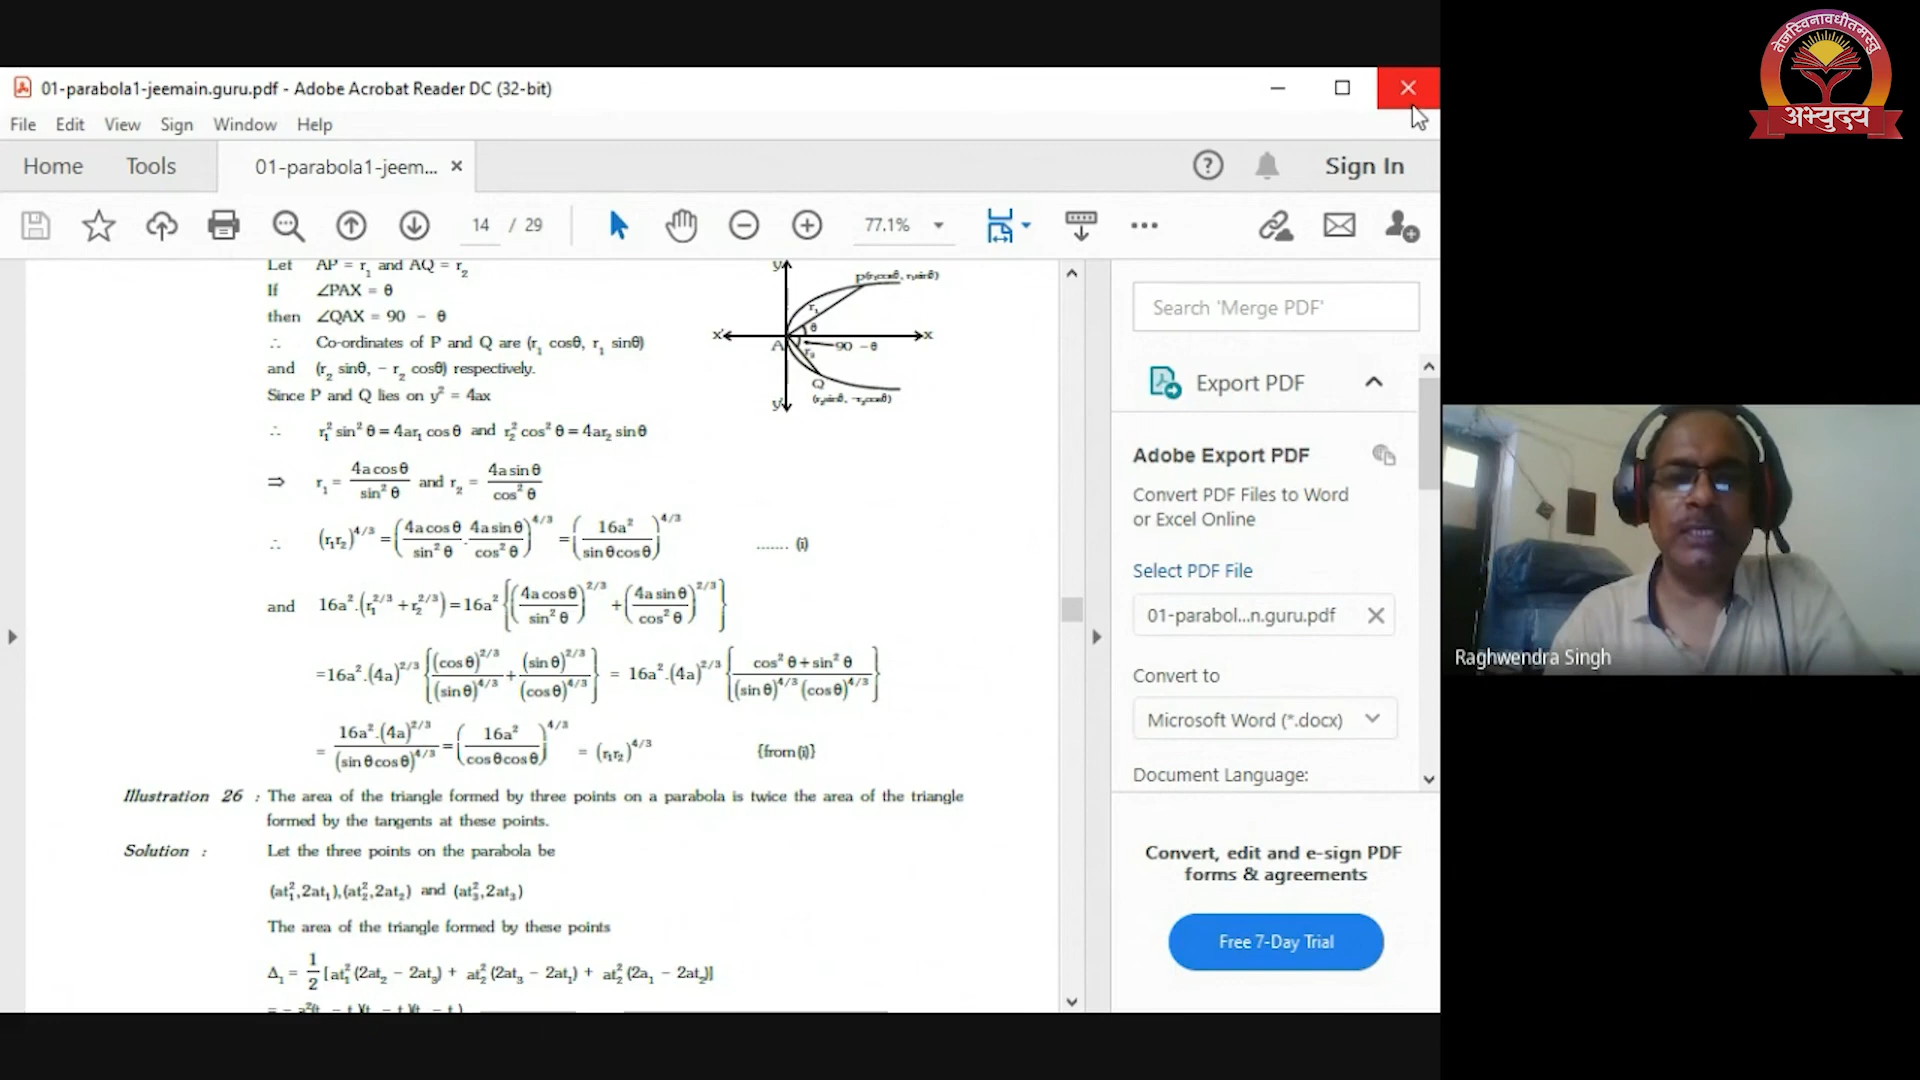 तेजस्विनावधीतमस्तु
अभ्युदय
01-parabola1-jeemain.guru.pdf - Adobe Acrobat Reader DC (32-bit)
File Edit View Sign Window Help
Home Tools 01-parabola1-jeem... × Sign In
14 / 29 77.1%
Let AP = r₁ and AQ = r₂
If ∠PAX = θ
then ∠QAX = 90 - θ
∴ Co-ordinates of P and Q are (r₁ cosθ, r₁ sinθ)
and (r₂ sinθ, - r₂ cosθ) respectively.
Since P and Q lies on y² = 4ax
y P(r₁cosθ, r₁sinθ)
r₁ θ
x' x
A 90 - θ
r₂
Q
y' (r₂sinθ, -r₂cosθ)
∴ r₁² sin² θ = 4ar₁ cos θ and r₂² cos² θ = 4ar₂ sin θ
⇒ r₁ = 4a cos θ / sin² θ and r₂ = 4a sin θ / cos² θ
∴ (r₁r₂)^4/3 = (4a cos θ / sin² θ . 4a sin θ / cos² θ)^4/3 = (16a² / sin θ cos θ)^4/3 ....... (i)
and 16a².(r₁^2/3 + r₂^2/3) = 16a² {(4a cos θ / sin² θ)^2/3 + (4a sin θ / cos² θ)^2/3}
=16a².(4a)^2/3 {(cos θ)^2/3 / (sin θ)^4/3 + (sin θ)^2/3 / (cos θ)^4/3} = 16a².(4a)^2/3 {cos² θ + sin² θ / (sin θ)^4/3 (cos θ)^4/3}
= 16a².(4a)^2/3 / (sin θ cos θ)^4/3 = (16a² / cos θ cos θ)^4/3 = (r₁r₂)^4/3 {from (i)}
Illustration 26 : The area of the triangle formed by three points on a parabola is twice the area of the triangle
formed by the tangents at these points.
Solution : Let the three points on the parabola be
(at₁², 2at₁), (at₂², 2at₂) and (at₃², 2at₃)
The area of the triangle formed by these points
Δ₁ = 1/2 [at₁² (2at₂ - 2at₃) + at₂² (2at₃ - 2at₁) + at₂² (2a₁ - 2at₂)]
Search 'Merge PDF'
Export PDF
Adobe Export PDF
Convert PDF Files to Word
or Excel Online
Select PDF File
01-parabol...n.guru.pdf
Convert to
Microsoft Word (*.docx)
Document Language:
Convert, edit and e-sign PDF
forms & agreements
Free 7-Day Trial
Raghwendra Singh